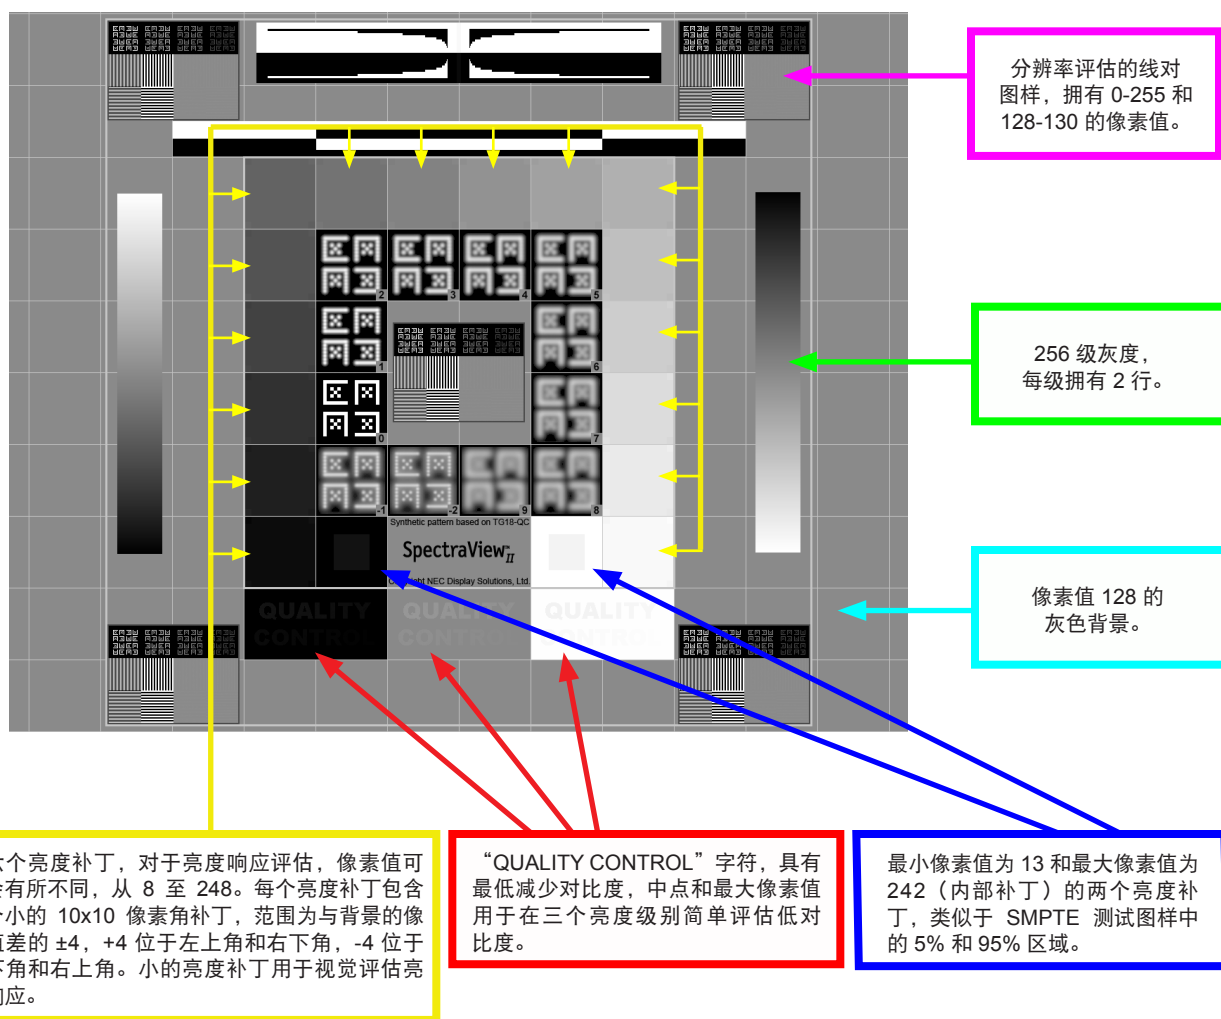 分辨率评估的线对
图样，拥有 0-255 和
128-130 的像素值。
2
3
4
5
1
6
0
7
-1
-2
9
8
256 级灰度，
每级拥有 2 行。
Synthetic pattern based on TG18-QC
SpectraView™
II
NEC Display Solutions, Ltd.
像素值 128 的
灰色背景。
QUALITY QUALITY QUALITY
CONTROL CONTROL CONTROL
个亮度补丁，对于亮度响应评估，像素值可
有所不同，从 8 至 248。每个亮度补丁包含
小的 10x10 像素角补丁，范围为与背景的像
差的 ±4，+4 位于左上角和右下角，-4 位于
角和右上角。小的亮度补丁用于视觉评估亮
应。
“QUALITY CONTROL”字符，具有
最低减少对比度，中点和最大像素值
用于在三个亮度级别简单评估低对
比度。
最小像素值为 13 和最大像素值为
242（内部补丁）的两个亮度补
丁，类似于 SMPTE 测试图样中
的 5% 和 95% 区域。